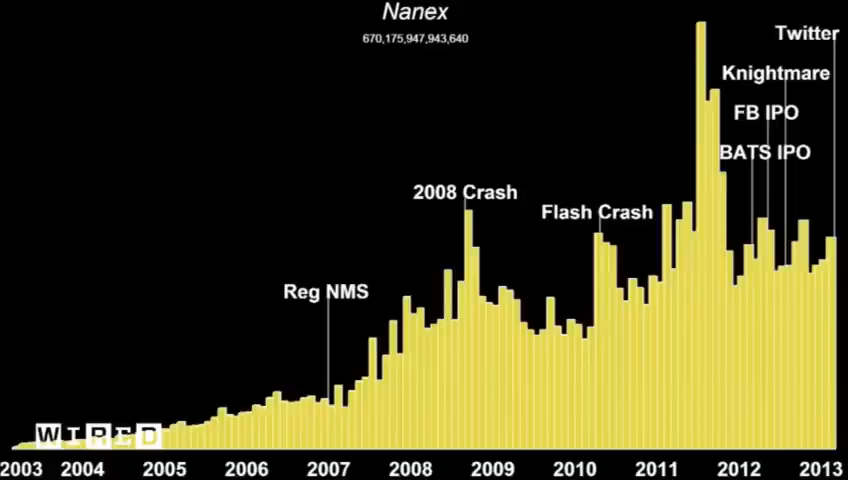 Nanex
670,175,947,943,640
Twitter
Knightmare
FB IPO
BATS IPO
2008 Crash
Flash Crash
Reg NMS
WIRED
2003 2004 2005 2006 2007 2008 2009 2010 2011 2012 2013